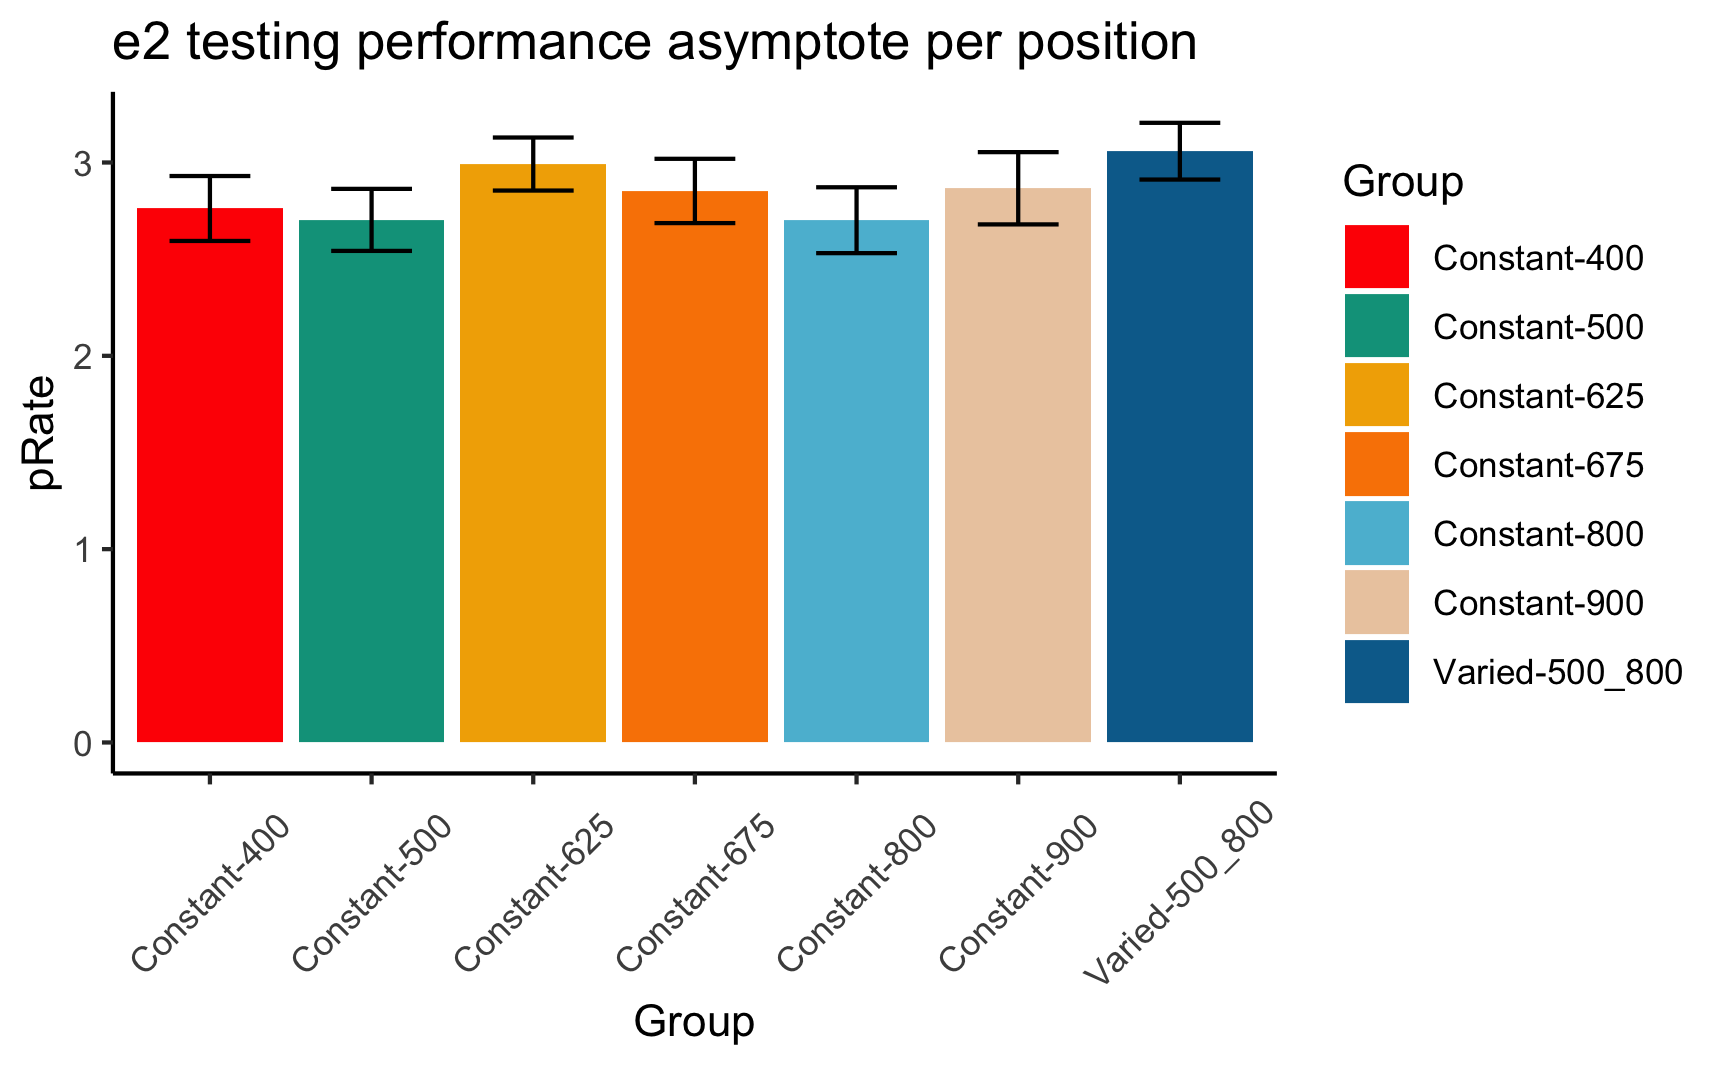 e2 testing performance asymptote per position
pRate
3
2
1
0
Constant-400
Constant-500
Constant-625
Constant-675
Constant-800
Constant-900
Varied-500_800
Group
Group
Constant-400
Constant-500
Constant-625
Constant-675
Constant-800
Constant-900
Varied-500_800